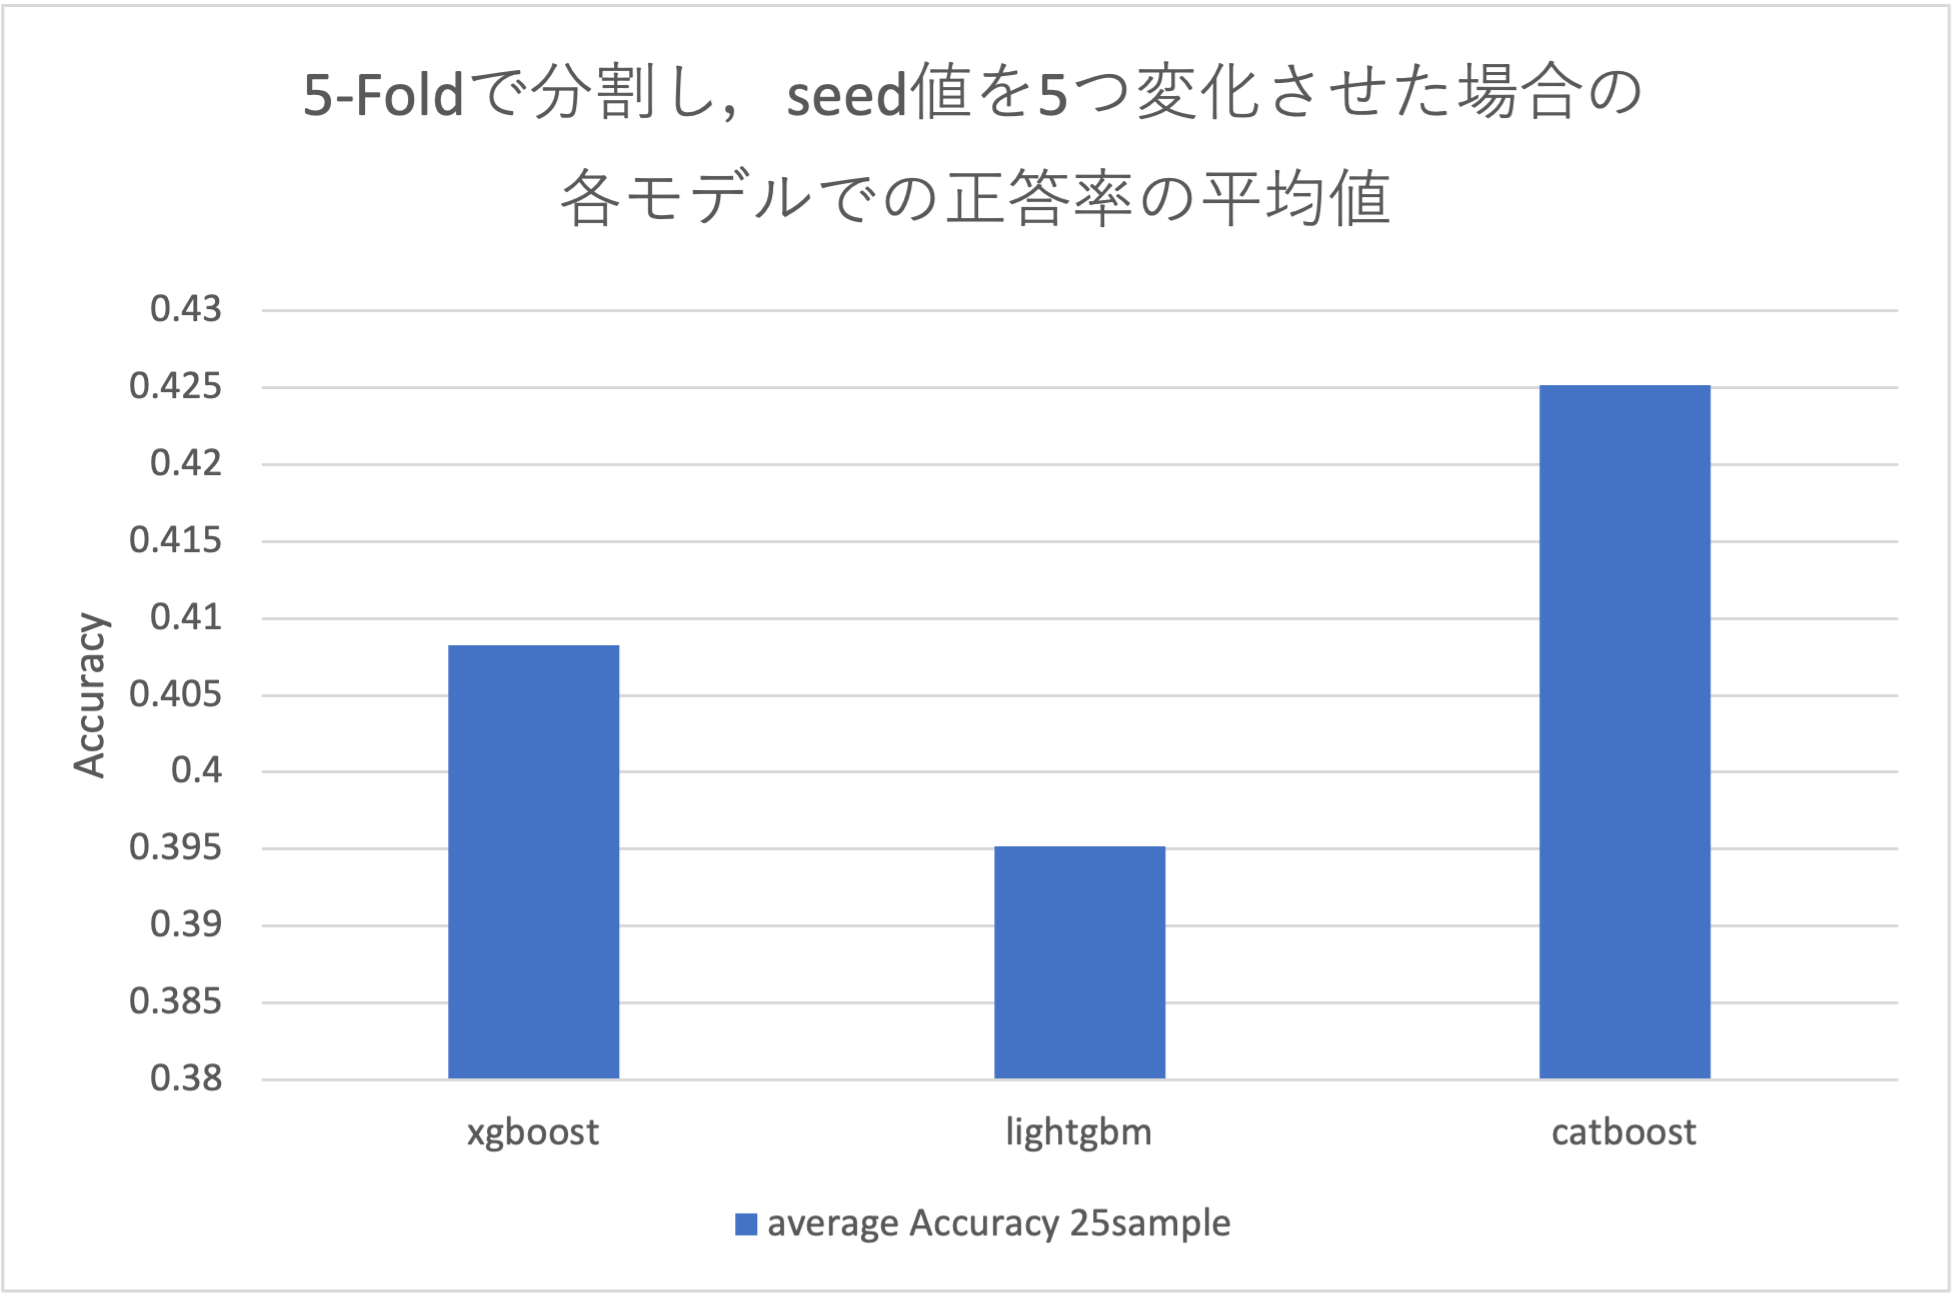 5-Foldで分割し，seed値を5つ変化させた場合の
各モデルでの正答率の平均値
0.43
0.425
0.42
0.415
0.41
0.405
0.4
0.395
0.39
0.385
0.38
Accuracy
xgboost
lightgbm
catboost
average Accuracy 25sample